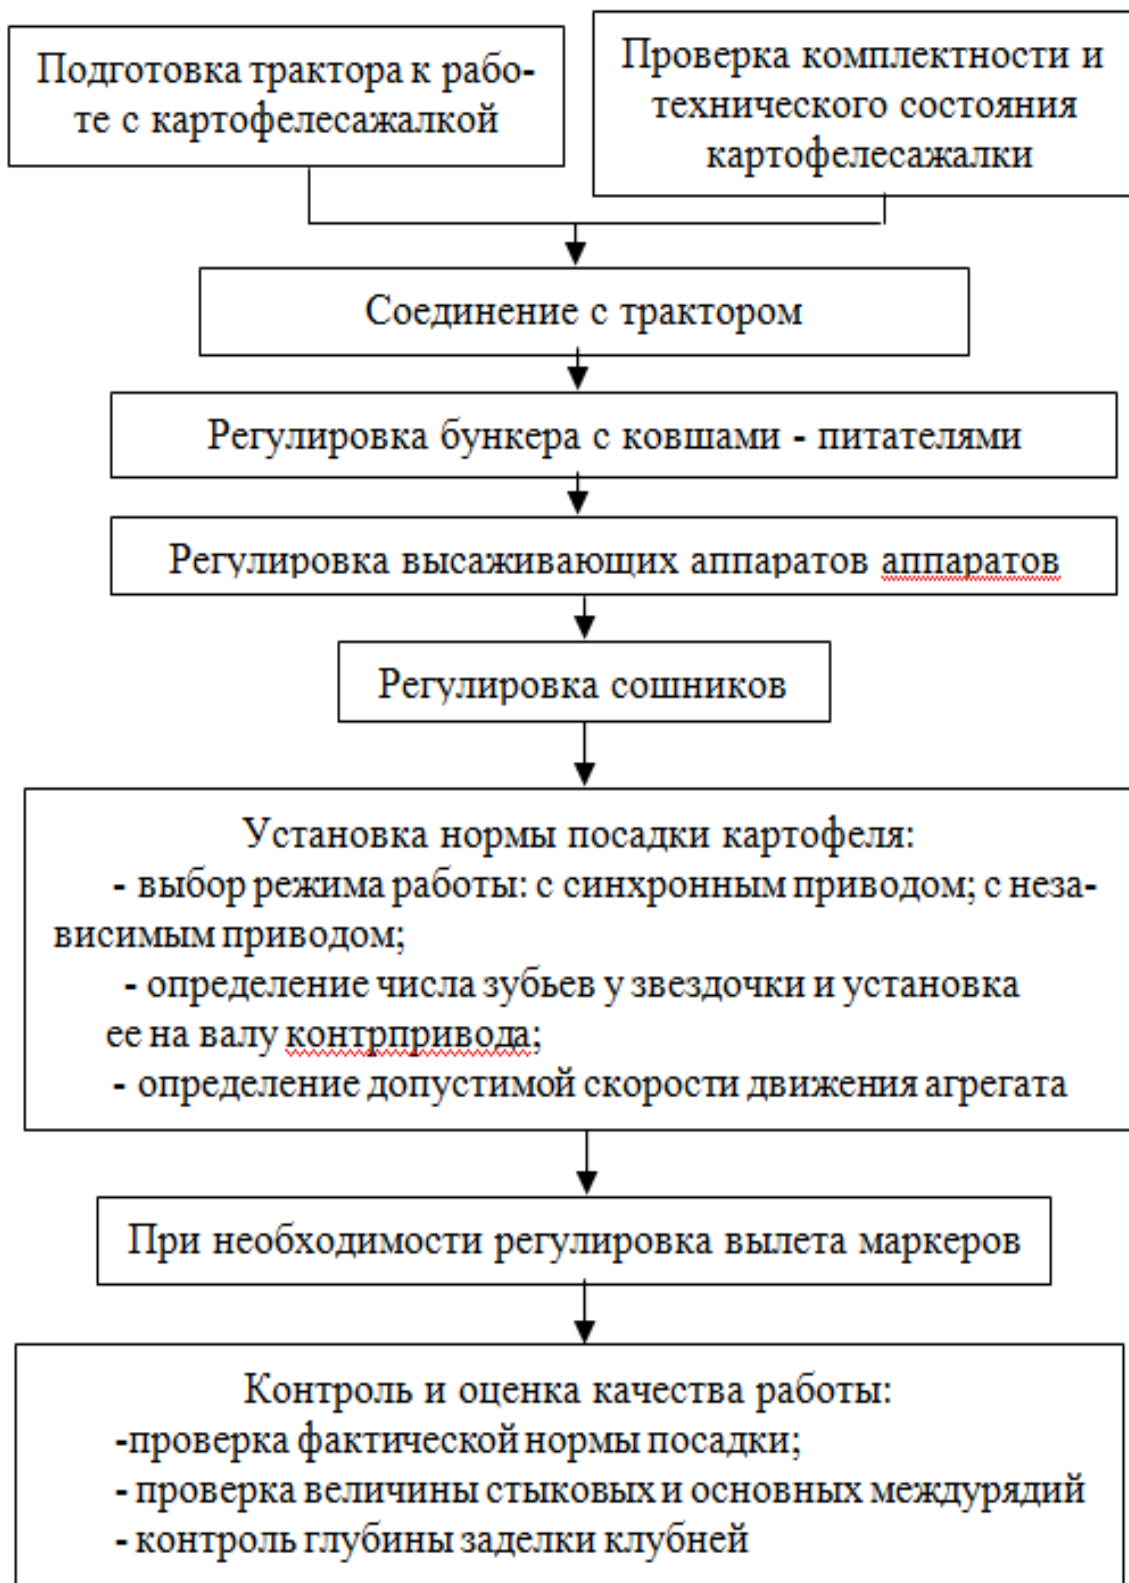 Подготовка трактора к рабо-
те с картофелесажалкой
Проверка комплектности и
технического состояния
картофелесажалки
Соединение с трактором
Регулировка бункера с ковшами - питателями
Регулировка высаживающих аппаратов аппаратов
Регулировка сошников
Установка нормы посадки картофеля:
- выбор режима работы: с синхронным приводом; с неза-
висимым приводом;
- определение числа зубьев у звездочки и установка
ее на валу контрпривода;
- определение допустимой скорости движения агрегата
При необходимости регулировка вылета маркеров
Контроль и оценка качества работы:
-проверка фактической нормы посадки;
- проверка величины стыковых и основных междурядий
- контроль глубины заделки клубней